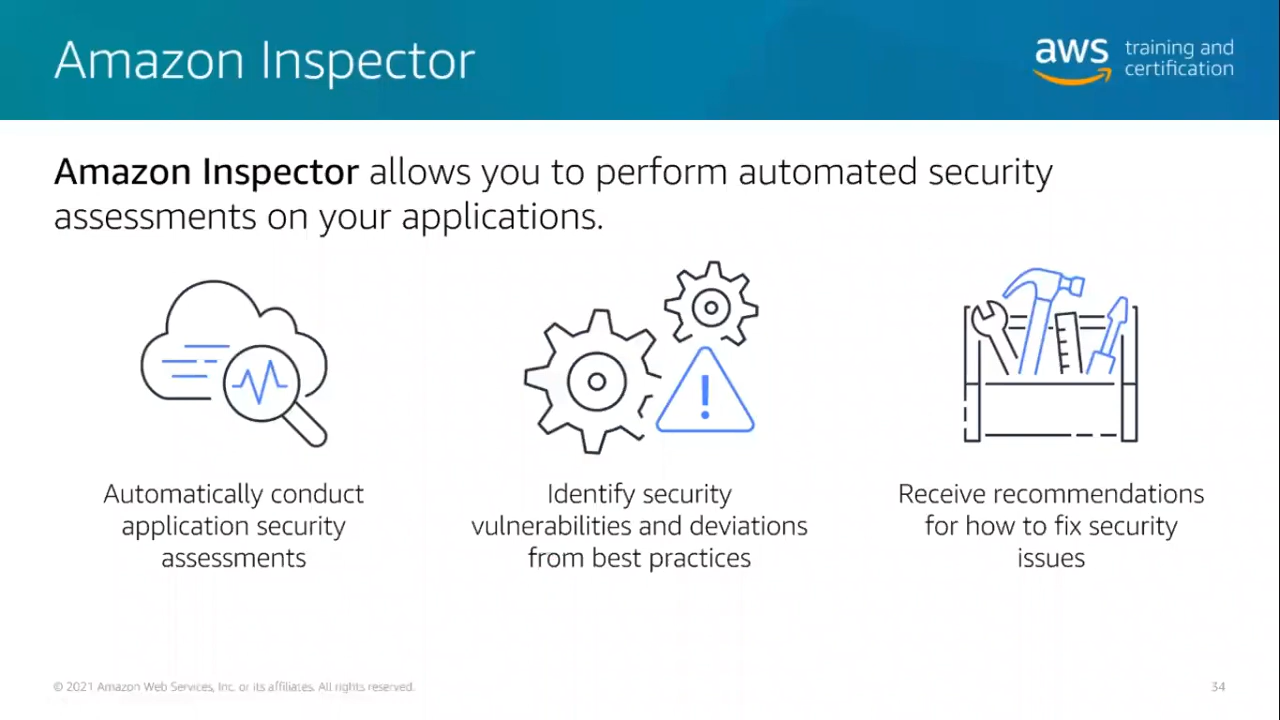 Amazon Inspector
aws training and
certification
Amazon Inspector allows you to perform automated security
assessments on your applications.
Automatically conduct
application security
assessments
Identify security
vulnerabilities and deviations
from best practices
Receive recommendations
for how to fix security
issues
© 2021 Amazon Web Services, Inc. or its affiliates. All rights reserved.
34